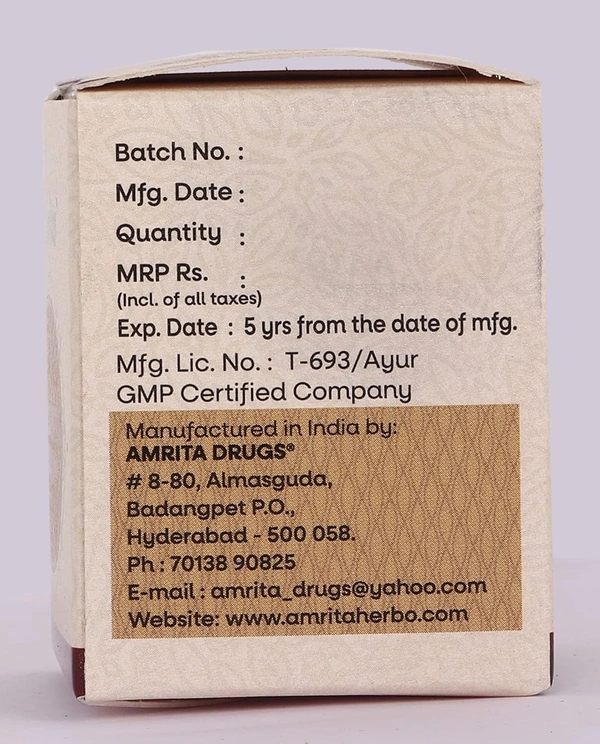 Batch No. :
Mfg. Date :
Quantity :
MRP Rs. :
(Incl. of all taxes)
Exp. Date : 5 yrs from the date of mfg.
Mfg. Lic. No. : T-693/Ayur
GMP Certified Company
Manufactured in India by:
AMRITA DRUGS®
# 8-80, Almasguda,
Badangpet P.O.,
Hyderabad - 500 058.
Ph : 70138 90825
E-mail : amrita_drugs@yahoo.com
Website: www.amritaherbo.com